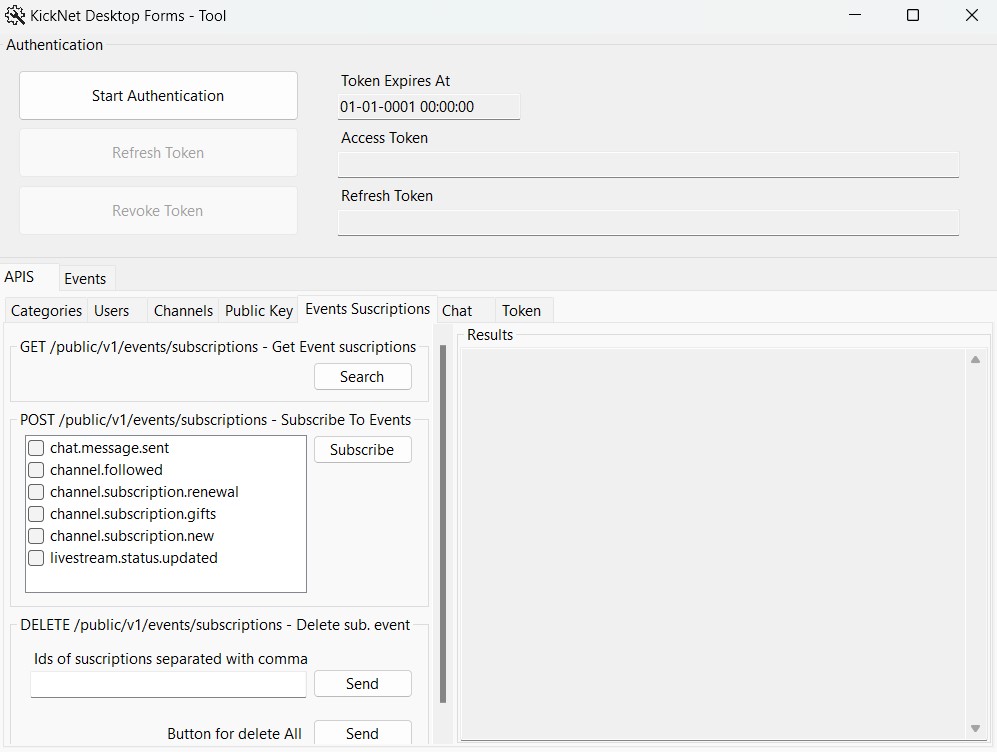 KickNet Desktop Forms - Tool
Authentication
Start Authentication
Refresh Token
Revoke Token
Token Expires At
01-01-0001 00:00:00
Access Token
Refresh Token
APIS
Events
Categories
Users
Channels
Public Key
Events Suscriptions
Chat
Token
GET /public/v1/events/subscriptions - Get Event suscriptions
Search
POST /public/v1/events/subscriptions - Subscribe To Events
chat.message.sent
channel.followed
channel.subscription.renewal
channel.subscription.gifts
channel.subscription.new
livestream.status.updated
Subscribe
DELETE /public/v1/events/subscriptions - Delete sub. event
Ids of suscriptions separated with comma
Send
Button for delete All
Send
Results